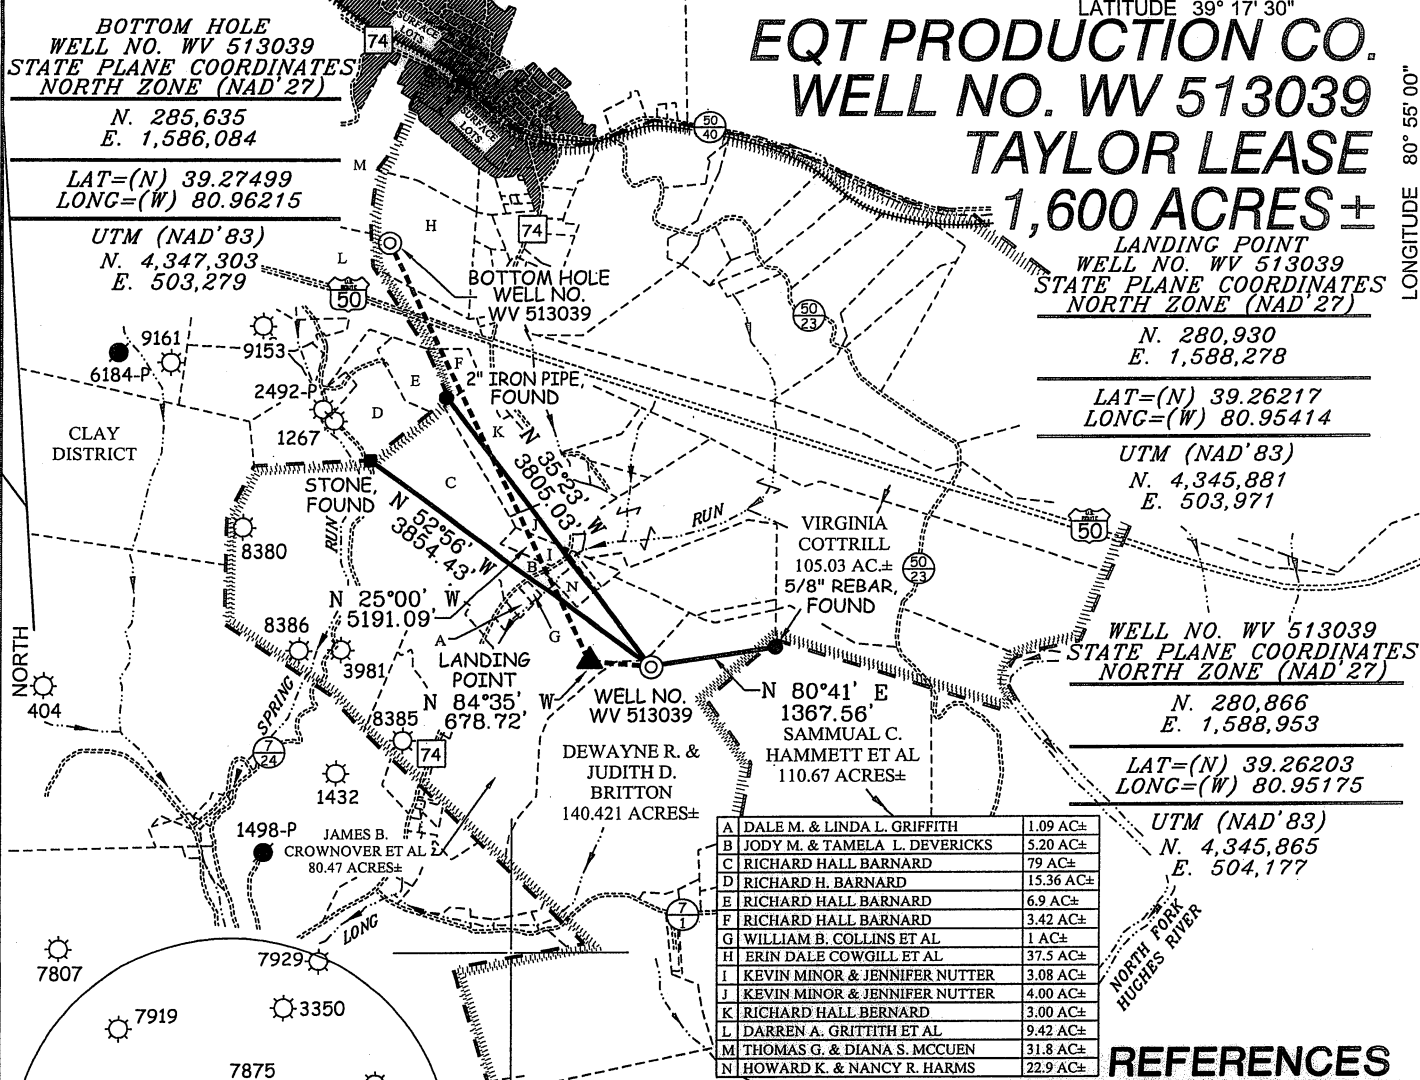 LATITUDE 39° 17' 30"
EQT PRODUCTION CO.
WELL NO. WV 513039
TAYLOR LEASE
1,600 ACRES±
LONGITUDE 80° 55' 00"
BOTTOM HOLE
WELL NO. WV 513039
STATE PLANE COORDINATES
NORTH ZONE (NAD'27)
N. 285,635
E. 1,586,084
LAT=(N) 39.27499
LONG=(W) 80.96215
UTM (NAD'83)
N. 4,347,303
E. 503,279
LANDING POINT
WELL NO. WV 513039
STATE PLANE COORDINATES
NORTH ZONE (NAD'27)
N. 280,930
E. 1,588,278
LAT=(N) 39.26217
LONG=(W) 80.95414
UTM (NAD'83)
N. 4,345,881
E. 503,971
WELL NO. WV 513039
STATE PLANE COORDINATES
NORTH ZONE (NAD'27)
N. 280,866
E. 1,588,953
LAT=(N) 39.26203
LONG=(W) 80.95175
UTM (NAD'83)
N. 4,345,865
E. 504,177
74
SURFACE
LOTS
SURFACE
LOTS
50
40
M
H
74
L
50
BOTTOM HOLE
WELL NO.
WV 513039
50
23
9161
9153
6184-P
F
E
2" IRON PIPE,
FOUND
2492-P
D
K
1267
CLAY
DISTRICT
STONE,
FOUND
C
N 35°23' W
3805.03'
N 52°56' W
3854.43'
RUN
J
I
B
N
RUN
8380
VIRGINIA
COTTRILL
105.03 AC.±
5/8" REBAR,
FOUND
50
23
50
N 25°00' W
5191.09'
8386
3981
A
G
LANDING
POINT
N 84°35' W
678.72'
WELL NO.
WV 513039
N 80°41' E
1367.56'
SAMMUAL C.
HAMMETT ET AL
110.67 ACRES±
NORTH
404
SPRING
7
24
8385
74
DEWAYNE R. &
JUDITH D.
BRITTON
140.421 ACRES±
1432
1498-P
JAMES B.
CROWNOVER ET AL
80.47 ACRES±
LONG
7
1
7807
7929
7919
3350
7875
NORTH FORK
HUGHES RIVER
A DALE M. & LINDA L. GRIFFITH 1.09 AC±
B JODY M. & TAMELA L. DEVERICKS 5.20 AC±
C RICHARD HALL BARNARD 79 AC±
D RICHARD H. BARNARD 15.36 AC±
E RICHARD HALL BARNARD 6.9 AC±
F RICHARD HALL BARNARD 3.42 AC±
G WILLIAM B. COLLINS ET AL 1 AC±
H ERIN DALE COWGILL ET AL 37.5 AC±
I KEVIN MINOR & JENNIFER NUTTER 3.08 AC±
J KEVIN MINOR & JENNIFER NUTTER 4.00 AC±
K RICHARD HALL BERNARD 3.00 AC±
L DARREN A. GRITTITH ET AL 9.42 AC±
M THOMAS G. & DIANA S. MCCUEN 31.8 AC±
N HOWARD K. & NANCY R. HARMS 22.9 AC±
REFERENCES